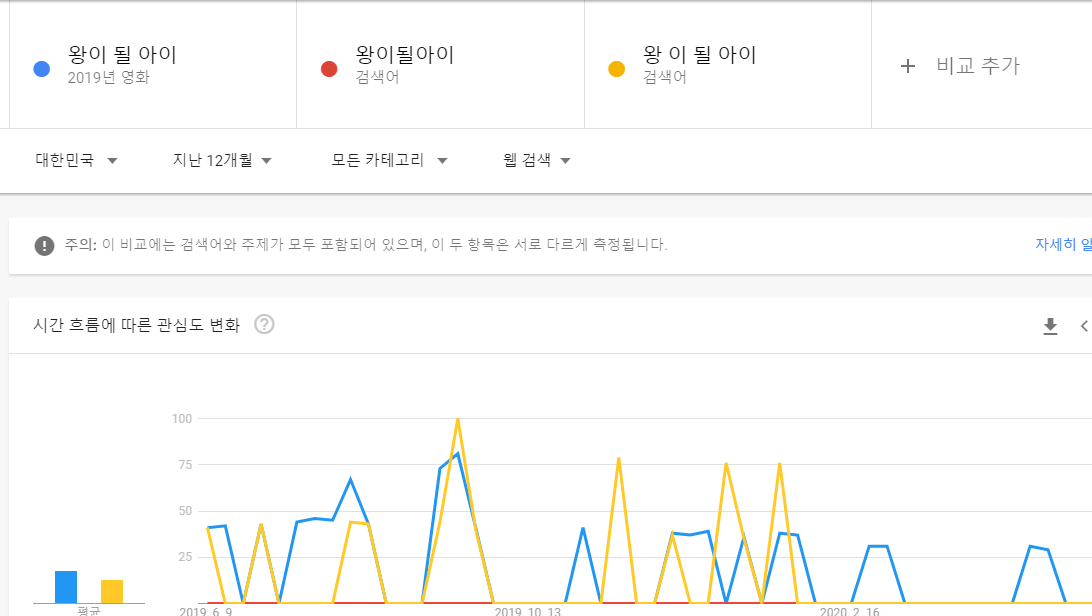 왕이 될 아이
2019년 영화
왕이될아이
검색어
왕 이 될 아이
검색어
+ 비교 추가
대한민국
지난 12개월
모든 카테고리
웹 검색
주의: 이 비교에는 검색어와 주제가 모두 포함되어 있으며, 이 두 항목은 서로 다르게 측정됩니다.
자세히 알
시간 흐름에 따른 관심도 변화
100
75
50
25
평균
2019. 6. 9
2019. 10. 13
2020. 2. 16